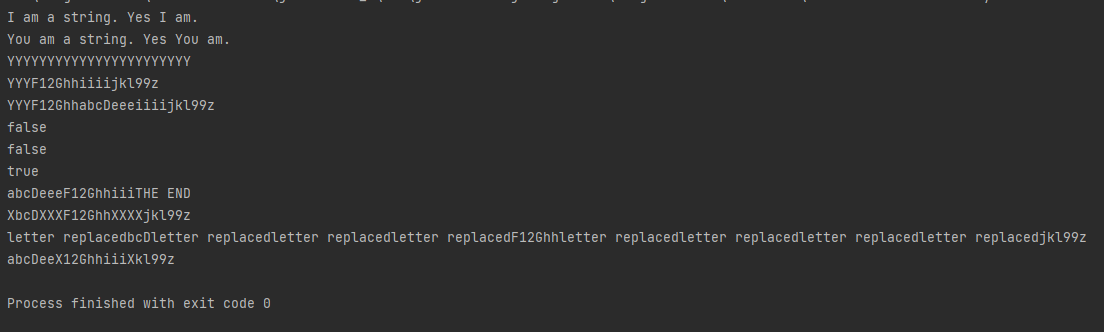 I am a string. Yes I am.
You am a string. Yes You am.
YYYYYYYYYYYYYYYYYYYYYYY
YYYF12Ghhiiiijkl99z
YYYF12GhhabcDeeeiiiijkl99z
false
false
true
abcDeeeF12GhhiiiTHE END
XbcDXXXF12GhhXXXXjkl99z
letter replacedbcDletter replacedletter replacedletter replacedF12Ghhletter replacedletter replacedletter replacedletter replacedjkl99z
abcDeeX12GhhiiiXkl99z
Process finished with exit code 0